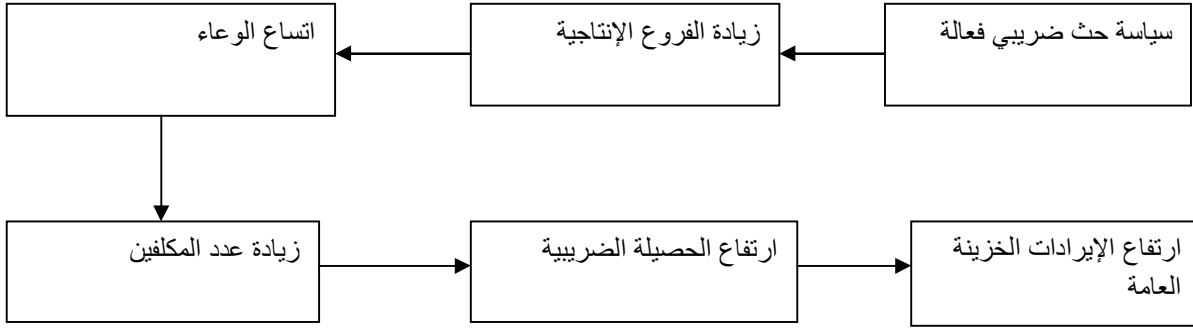 سياسة حث ضريبي فعالة
زيادة الفروع الإنتاجية
اتساع الوعاء
زيادة عدد المكلفين
ارتفاع الحصيلة الضريبية
ارتفاع الإيرادات الخزينة
العامة